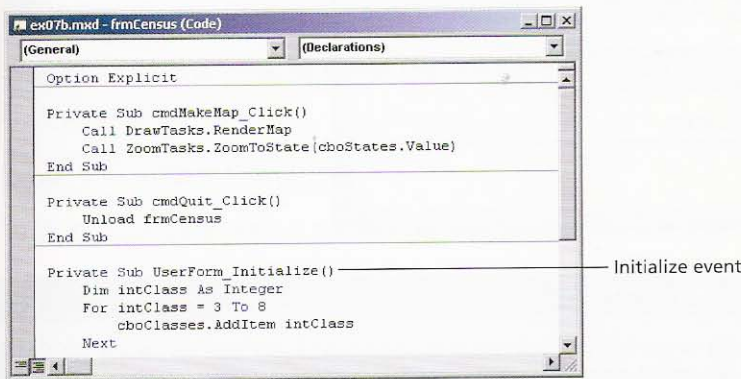 ex07b.mxd - frmCensus (Code)
(General) (Declarations)
Option Explicit
Private Sub cmdMakeMap_Click()
Call DrawTasks.RenderMap
Call ZoomTasks.ZoomToState(cboStates.Value)
End Sub
Private Sub cmdQuit_Click()
Unload frmCensus
End Sub
Private Sub UserForm_Initialize() Initialize event
Dim intClass As Integer
For intClass = 3 To 8
cboClasses.AddItem intClass
Next